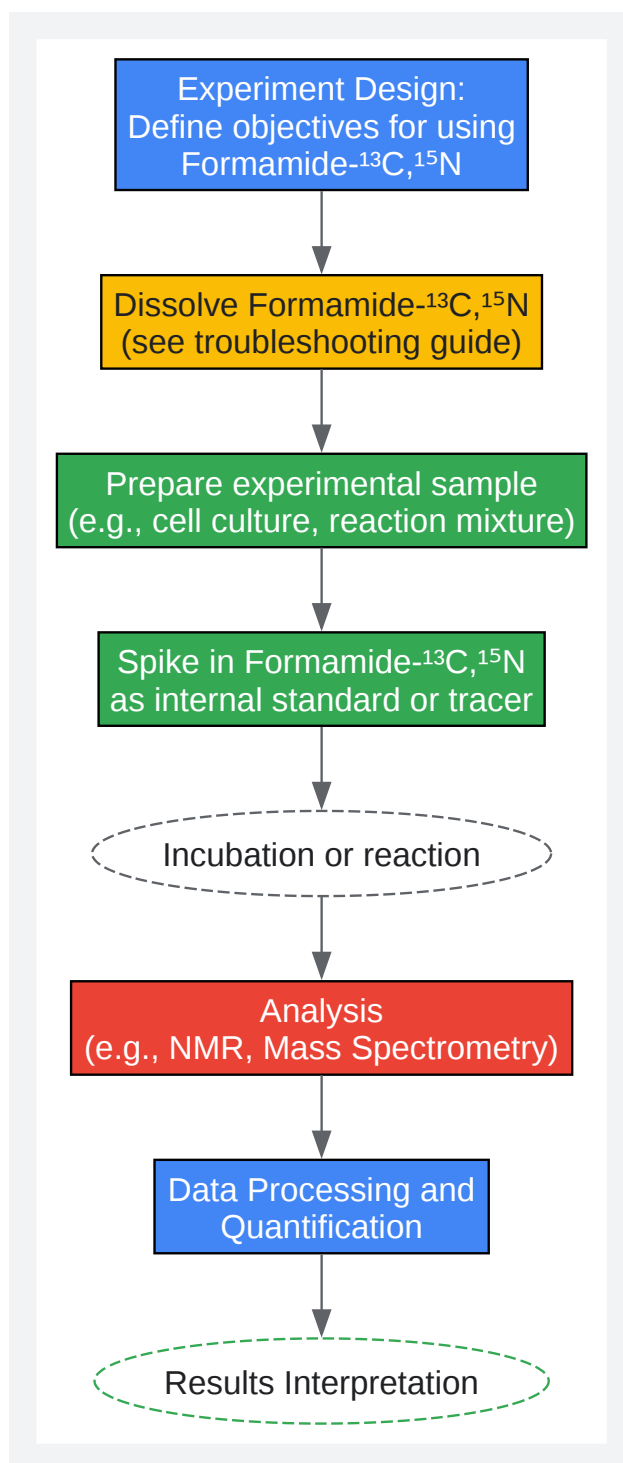 Experiment Design:
Define objectives for using
Formamide-¹³C,¹⁵N
Dissolve Formamide-¹³C,¹⁵N
(see troubleshooting guide)
Prepare experimental sample
(e.g., cell culture, reaction mixture)
Spike in Formamide-¹³C,¹⁵N
as internal standard or tracer
Incubation or reaction
Analysis
(e.g., NMR, Mass Spectrometry)
Data Processing and
Quantification
Results Interpretation